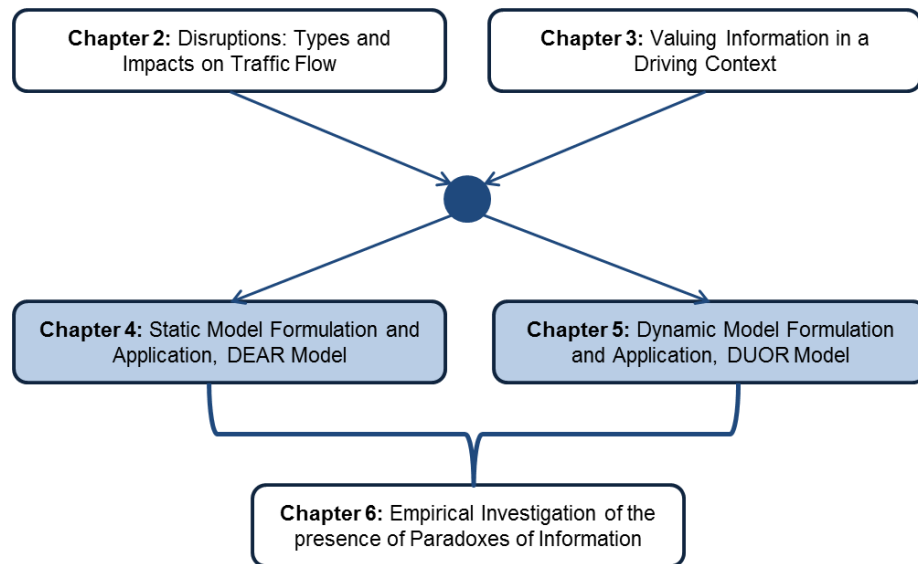 Chapter 2: Disruptions: Types and
Impacts on Traffic Flow
Chapter 3: Valuing Information in a
Driving Context
Chapter 4: Static Model Formulation and
Application, DEAR Model
Chapter 5: Dynamic Model Formulation
and Application, DUOR Model
Chapter 6: Empirical Investigation of the
presence of Paradoxes of Information